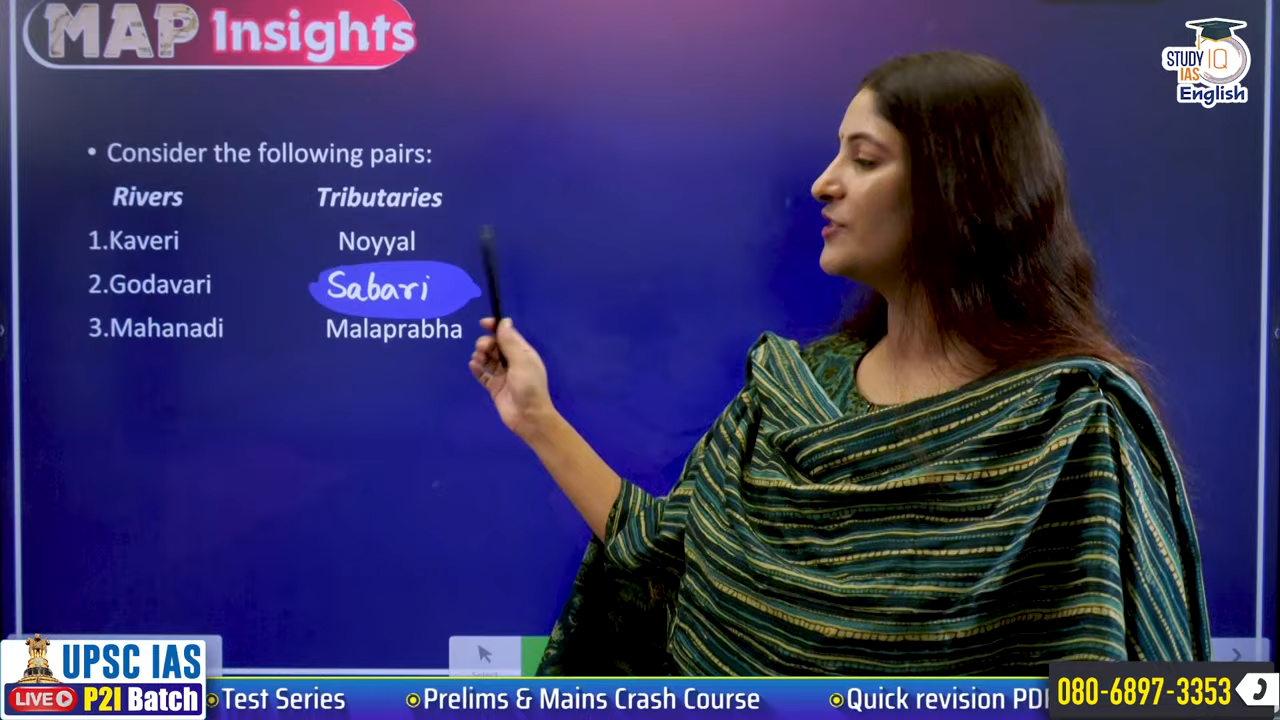 MAP Insights
STUDY IQ
IAS
English
• Consider the following pairs:
Rivers Tributaries
1.Kaveri Noyyal
2.Godavari Sabari
3.Mahanadi Malaprabha
UPSC IAS
LIVE P2I Batch
Test Series Prelims & Mains Crash Course Quick revision PD
080-6897-3353